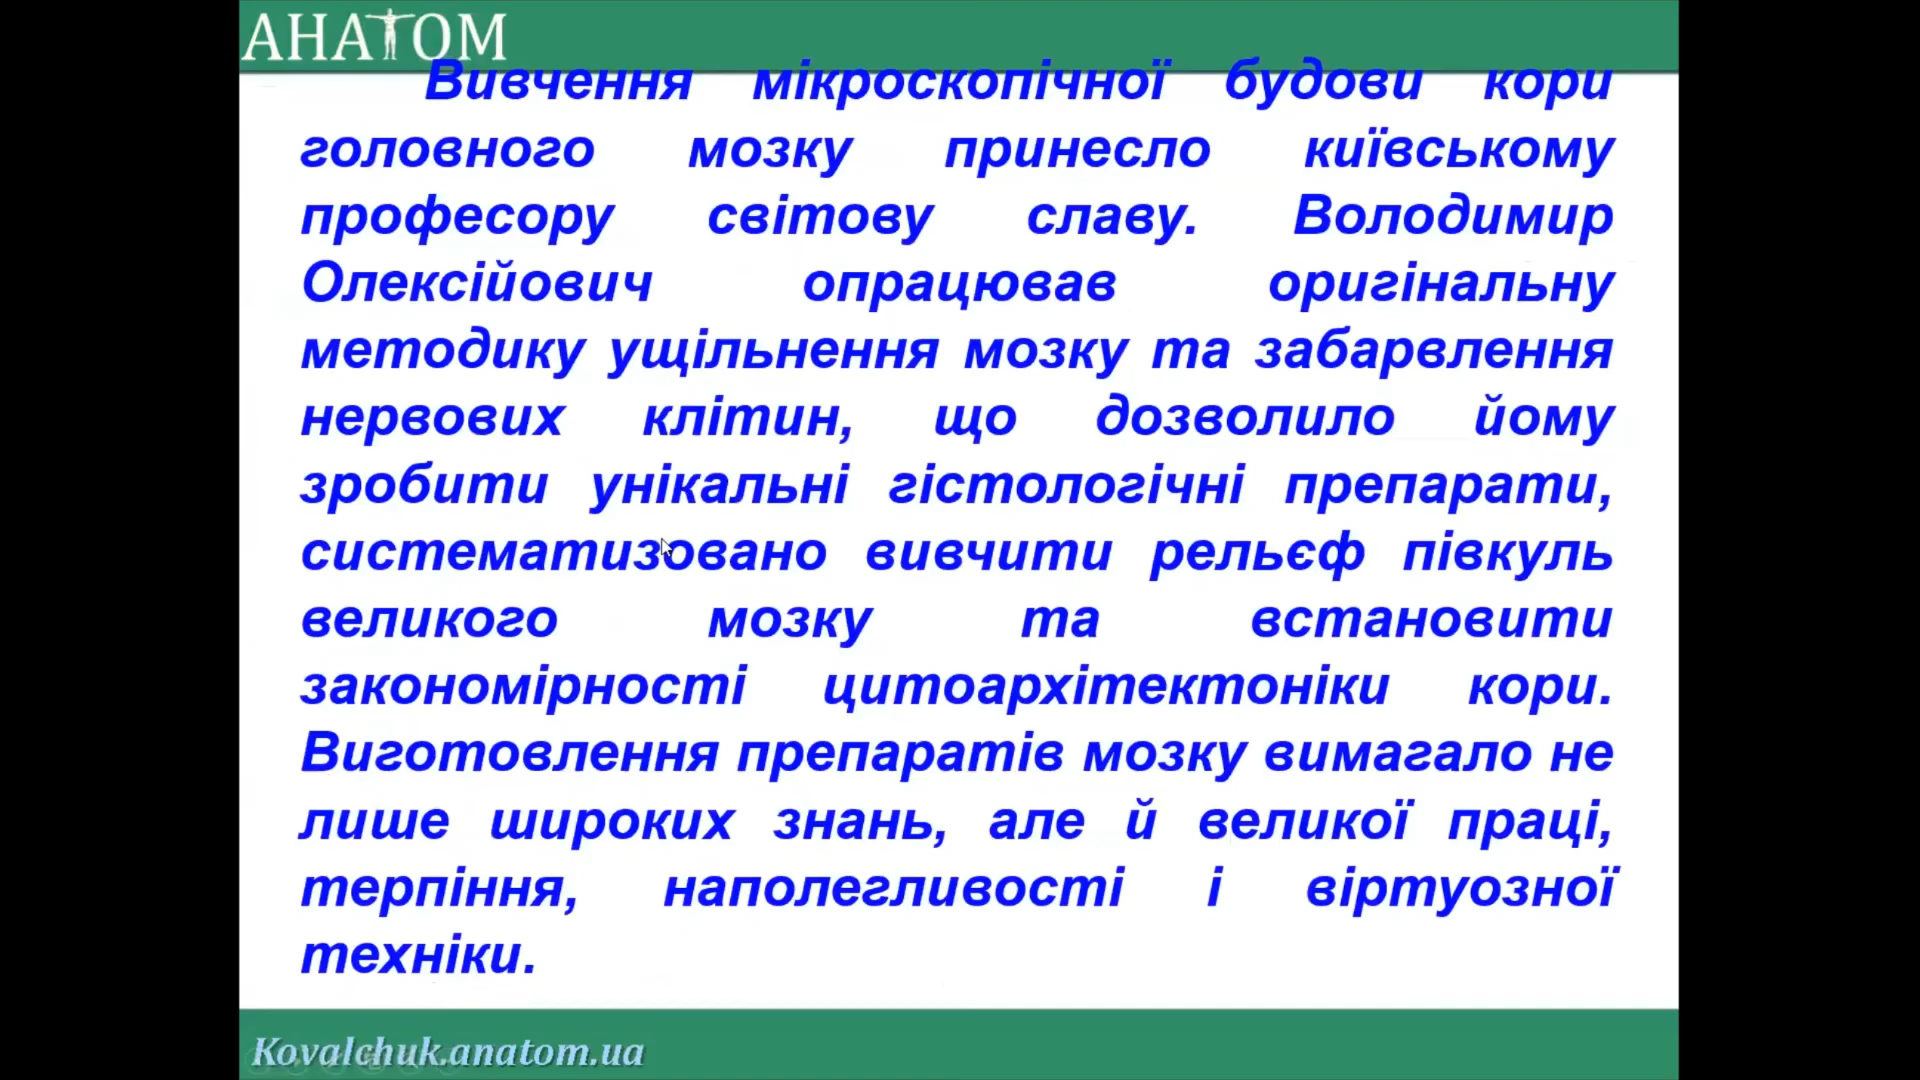 АНАТОМ
Вивчення мікроскопічної будови кори
головного мозку принесло київському
професору світову славу. Володимир
Олексійович опрацював оригінальну
методику ущільнення мозку та забарвлення
нервових клітин, що дозволило йому
зробити унікальні гістологічні препарати,
систематизовано вивчити рельєф півкуль
великого мозку та встановити
закономірності цитоархітектоніки кори.
Виготовлення препаратів мозку вимагало не
лише широких знань, але й великої праці,
терпіння, наполегливості і віртуозної
техніки.
Kovalchuk.anatom.ua